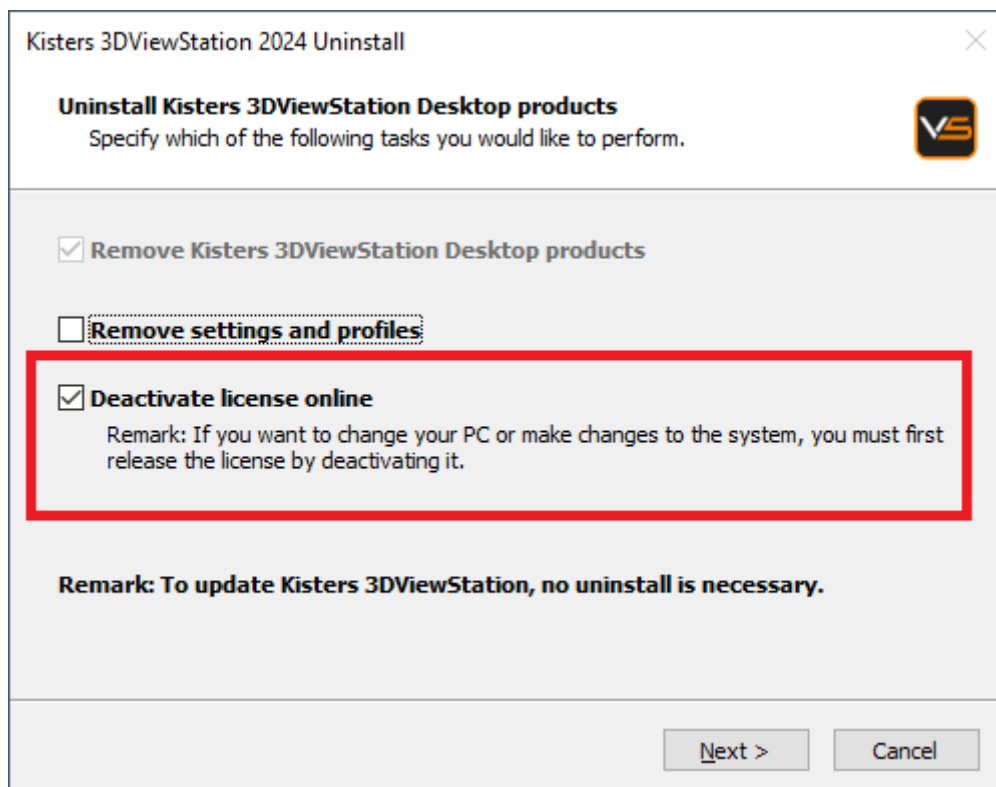 Kisters 3DViewStation 2024 Uninstall
Uninstall Kisters 3DViewStation Desktop products
Specify which of the following tasks you would like to perform.
VS
Remove Kisters 3DViewStation Desktop products
Remove settings and profiles
Deactivate license online
Remark: If you want to change your PC or make changes to the system, you must first
release the license by deactivating it.
Remark: To update Kisters 3DViewStation, no uninstall is necessary.
Next >
Cancel